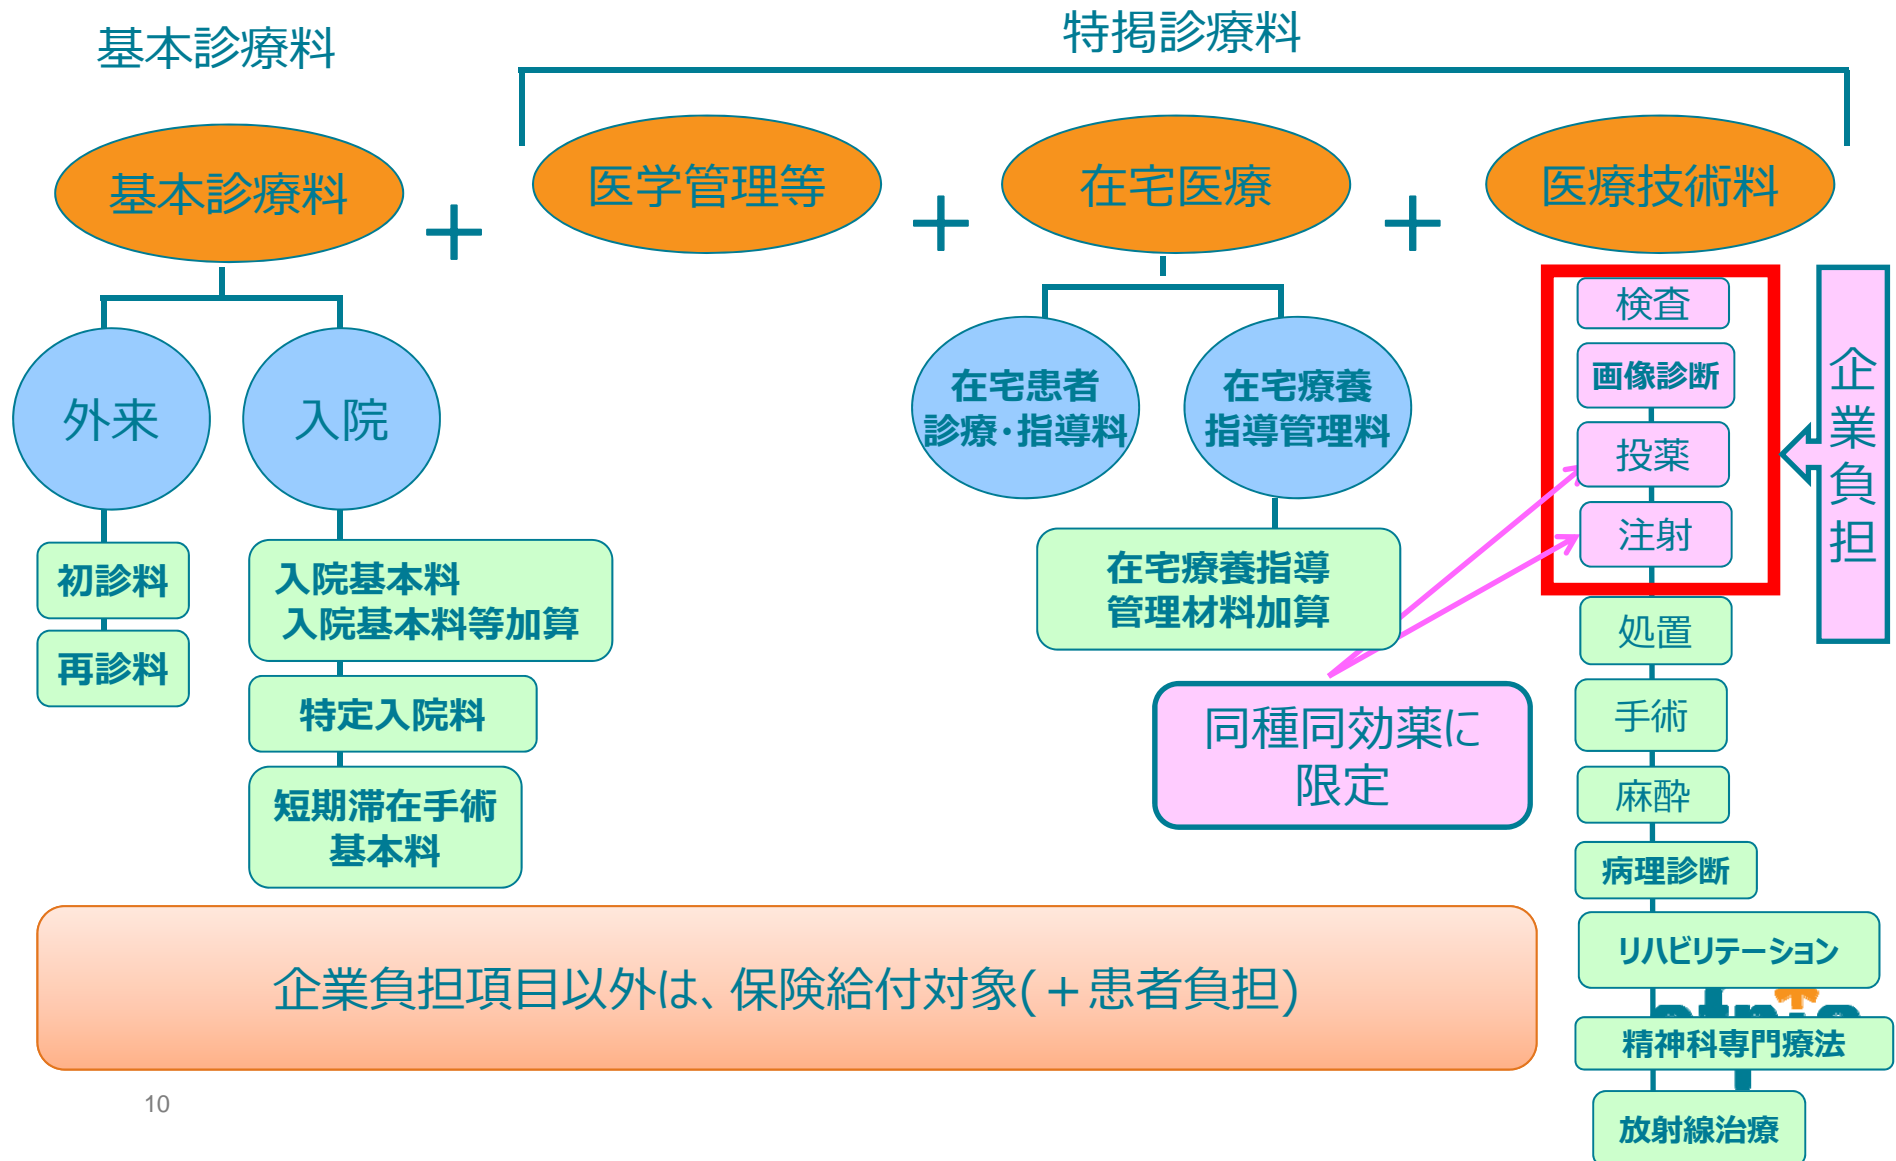 基本診療料
特掲診療料
基本診療料
＋
医学管理等
＋
在宅医療
＋
医療技術料
外来
入院
初診料
再診料
入院基本料
入院基本料等加算
特定入院料
短期滞在手術
基本料
在宅患者
診療・指導料
在宅療養
指導管理料
在宅療養指導
管理材料加算
同種同効薬に
限定
検査
画像診断
投薬
注射
処置
手術
麻酔
病理診断
リハビリテーション
精神科専門療法
放射線治療
企業負担
企業負担項目以外は、保険給付対象(＋患者負担)
10